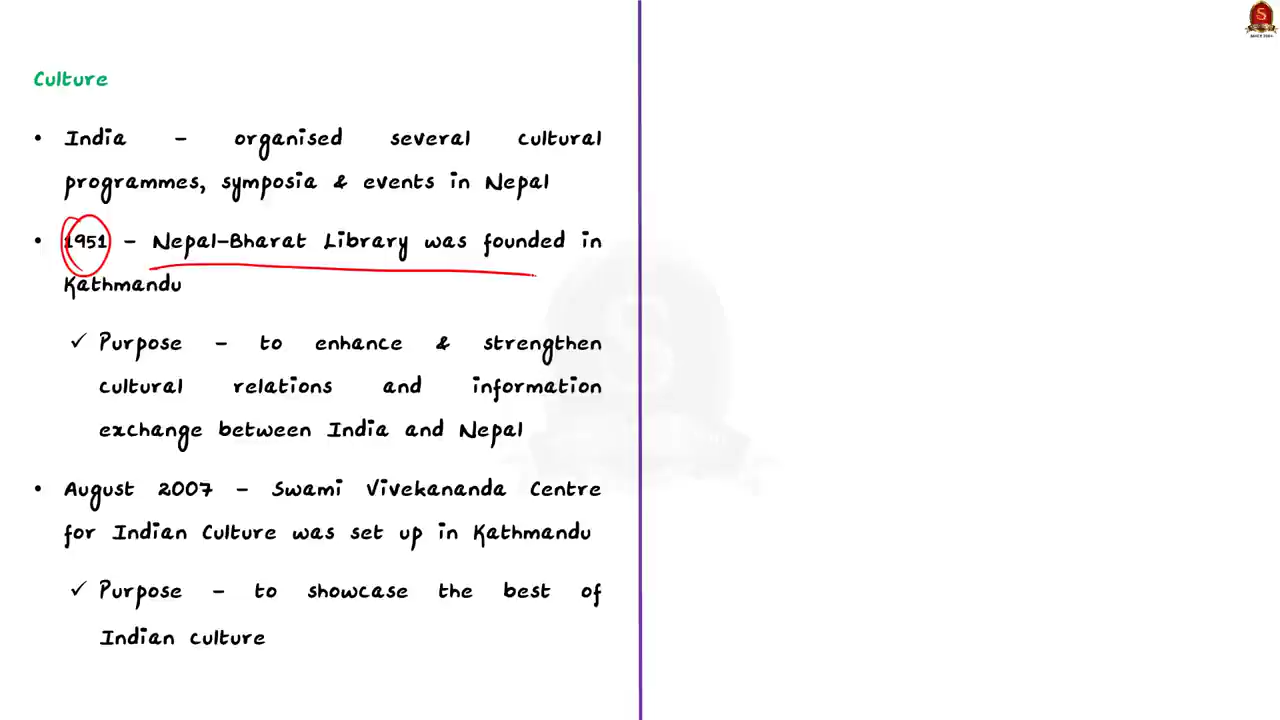 Culture
• India – organised several cultural
programmes, symposia & events in Nepal
• 1951 – Nepal-Bharat Library was founded in
Kathmandu
✓ Purpose – to enhance & strengthen
cultural relations and information
exchange between India and Nepal
• August 2007 – Swami Vivekananda Centre
for Indian Culture was set up in Kathmandu
✓ Purpose – to showcase the best of
Indian culture